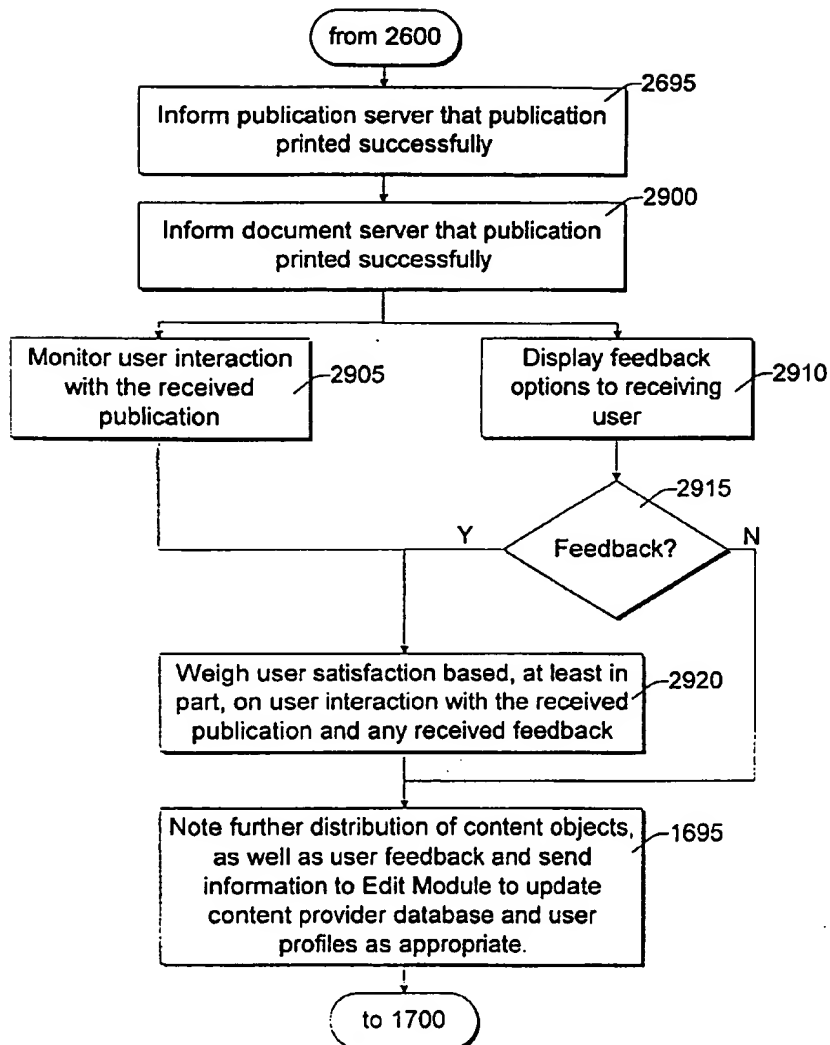 from 2600
2695
Inform publication server that publication
printed successfully
2900
Inform document server that publication
printed successfully
Monitor user interaction
with the received
publication
2905
Display feedback
options to receiving
user
2910
2915
Y
Feedback?
N
Weigh user satisfaction based, at least in
part, on user interaction with the received
publication and any received feedback
2920
Note further distribution of content objects,
as well as user feedback and send
information to Edit Module to update
content provider database and user
profiles as appropriate.
1695
to 1700